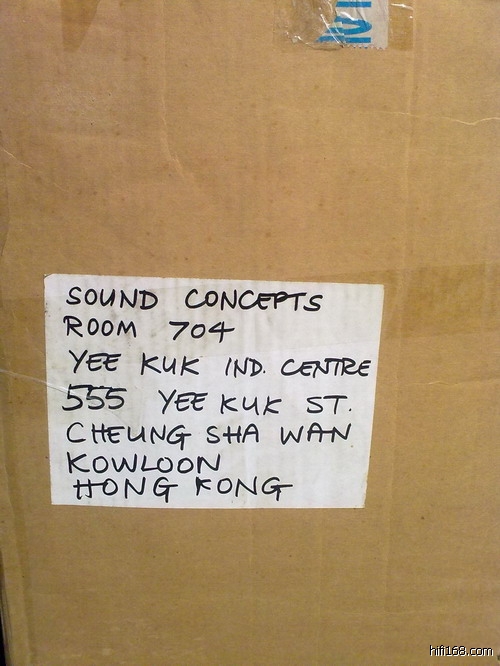 SOUND CONCEPTS
ROOM 704
YEE KUK IND. CENTRE
555 YEE KUK ST.
CHEUNG SHA WAN
KOWLOON
HONG KONG
hifi168.com